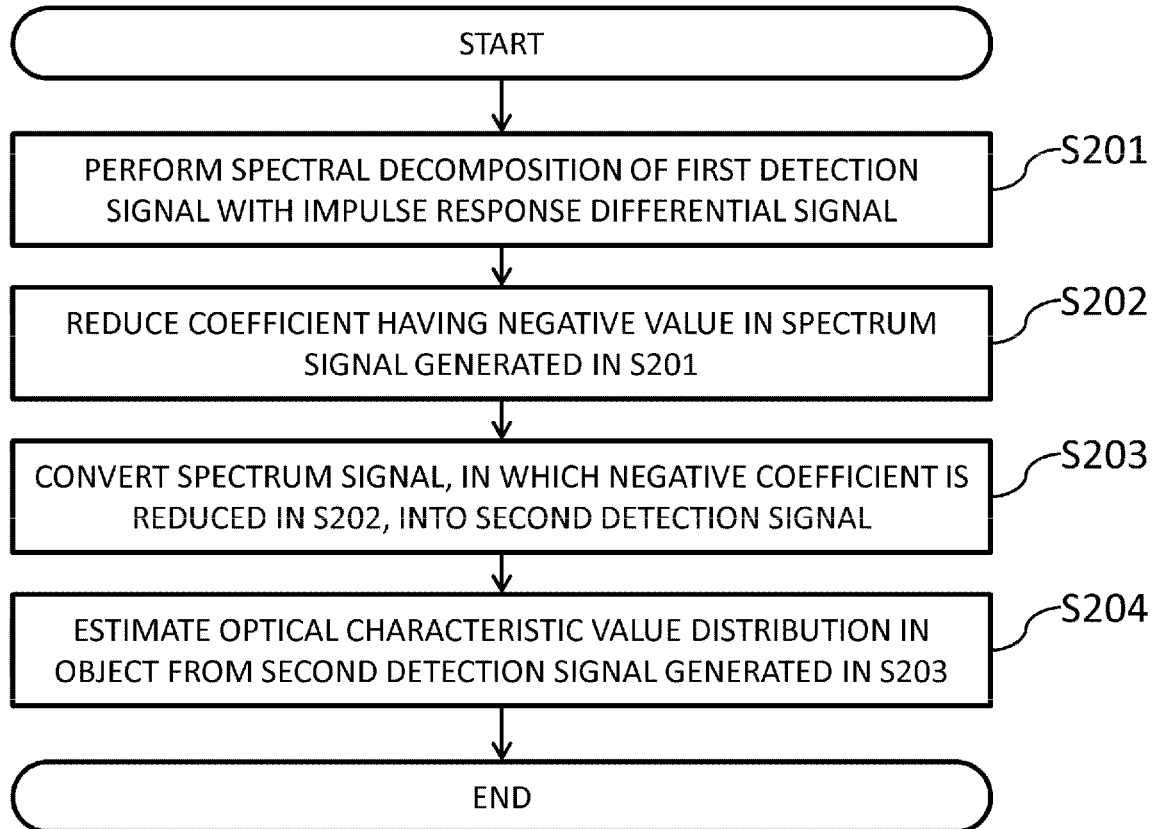 START
PERFORM SPECTRAL DECOMPOSITION OF FIRST DETECTION
SIGNAL WITH IMPULSE RESPONSE DIFFERENTIAL SIGNAL
S201
REDUCE COEFFICIENT HAVING NEGATIVE VALUE IN SPECTRUM
SIGNAL GENERATED IN S201
S202
CONVERT SPECTRUM SIGNAL, IN WHICH NEGATIVE COEFFICIENT IS
REDUCED IN S202, INTO SECOND DETECTION SIGNAL
S203
ESTIMATE OPTICAL CHARACTERISTIC VALUE DISTRIBUTION IN
OBJECT FROM SECOND DETECTION SIGNAL GENERATED IN S203
S204
END